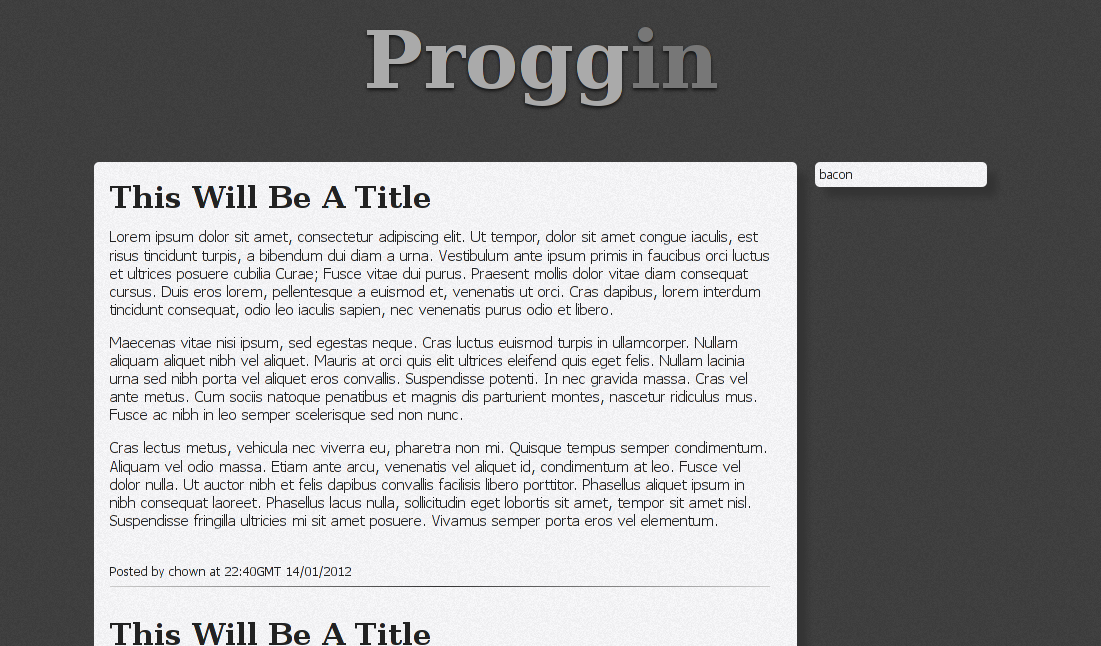 Proggin
This Will Be A Title
bacon
Lorem ipsum dolor sit amet, consectetur adipiscing elit. Ut tempor, dolor sit amet congue iaculis, est
risus tincidunt turpis, a bibendum dui diam a urna. Vestibulum ante ipsum primis in faucibus orci luctus
et ultrices posuere cubilia Curae; Fusce vitae dui purus. Praesent mollis dolor vitae diam consequat
cursus. Duis eros lorem, pellentesque a euismod et, venenatis ut orci. Cras dapibus, lorem interdum
tincidunt consequat, odio leo iaculis sapien, nec venenatis purus odio et libero.
Maecenas vitae nisi ipsum, sed egestas neque. Cras luctus euismod turpis in ullamcorper. Nullam
aliquam aliquet nibh vel aliquet. Mauris at orci quis elit ultrices eleifend quis eget felis. Nullam lacinia
urna sed nibh porta vel aliquet eros convallis. Suspendisse potenti. In nec gravida massa. Cras vel
ante metus. Cum sociis natoque penatibus et magnis dis parturient montes, nascetur ridiculus mus.
Fusce ac nibh in leo semper scelerisque sed non nunc.
Cras lectus metus, vehicula nec viverra eu, pharetra non mi. Quisque tempus semper condimentum.
Aliquam vel odio massa. Etiam ante arcu, venenatis vel aliquet id, condimentum at leo. Fusce vel
dolor nulla. Ut auctor nibh et felis dapibus convallis facilisis libero porttitor. Phasellus aliquet ipsum in
nibh consequat laoreet. Phasellus lacus nulla, sollicitudin eget lobortis sit amet, tempor sit amet nisl.
Suspendisse fringilla ultricies mi sit amet posuere. Vivamus semper porta eros vel elementum.
Posted by chown at 22:40GMT 14/01/2012
This Will Be A Title